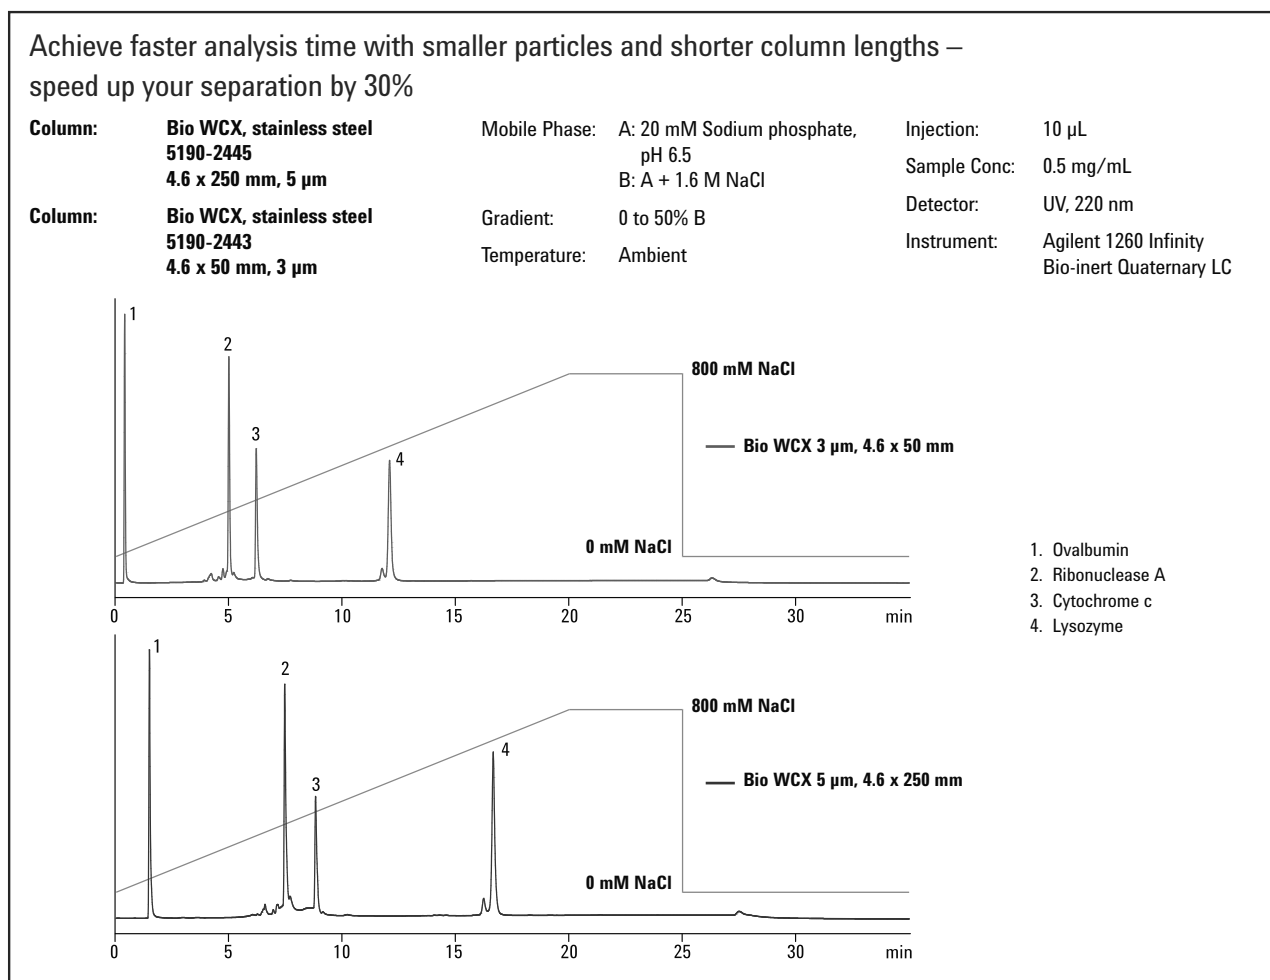 Achieve faster analysis time with smaller particles and shorter column lengths –
speed up your separation by 30%
Column: Bio WCX, stainless steel
5190-2445
4.6 x 250 mm, 5 µm
Column: Bio WCX, stainless steel
5190-2443
4.6 x 50 mm, 3 µm
Mobile Phase: A: 20 mM Sodium phosphate,
pH 6.5
B: A + 1.6 M NaCl
Gradient: 0 to 50% B
Temperature: Ambient
Injection: 10 µL
Sample Conc: 0.5 mg/mL
Detector: UV, 220 nm
Instrument: Agilent 1260 Infinity
Bio-inert Quaternary LC
1
2
3
4
800 mM NaCl
Bio WCX 3 µm, 4.6 x 50 mm
0 mM NaCl
0 5 10 15 20 25 30 min
1
2
3
4
800 mM NaCl
Bio WCX 5 µm, 4.6 x 250 mm
0 mM NaCl
0 5 10 15 20 25 30 min
1. Ovalbumin
2. Ribonuclease A
3. Cytochrome c
4. Lysozyme